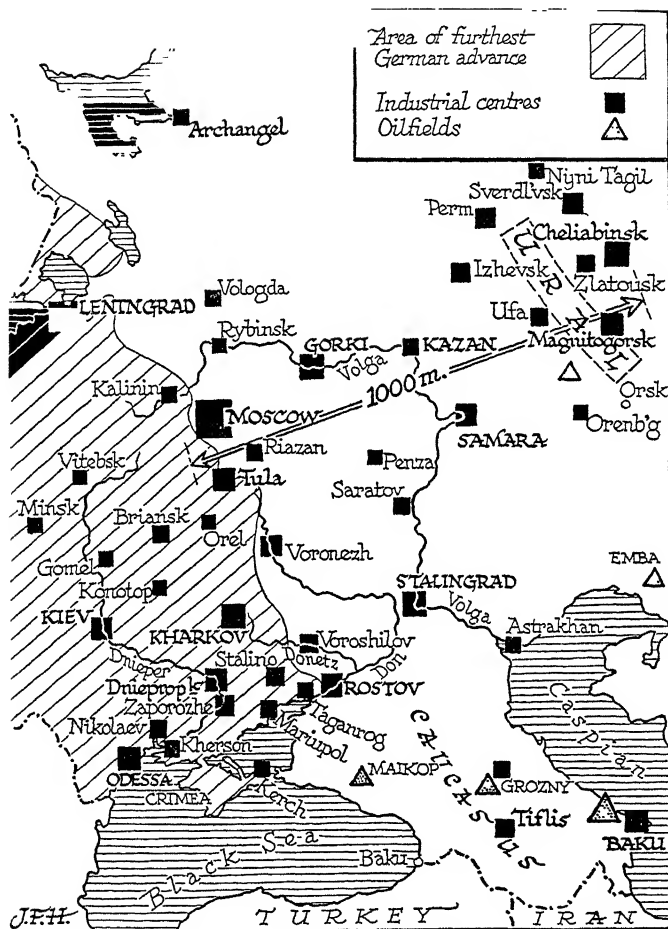 Area of furthest
German advance
Industrial centres
Oilfields
Archangel
Nijni Tagil
Sverdl'vsk
Perm
Cheliabinsk
URAL
Izhevsk
Zlatousk
Vologda
Ufa
LENINGRAD
Rybinsk
GORKI
KAZAN
Magnitogorsk
Volga
Kalinin
1000 m.
Orsk
MOSCOW
Orenb'g
SAMARA
Riazan
Vitebsk
Penza
Tula
Saratov
Minsk
Briansk
Orel
Voronezh
Gomel
EMBA
Konotop
STALINGRAD
Volga
KIEV
KHARKOV
Voroshilov
Astrakhan
Dnieper
Stalino
Donetz
Don
Dniepropk
ROSTOV
Zaporozhe
Taganrog
Caspian
Nikolaev
Mariupol
CAUCASUS
Kherson
MAIKOP
GROZNY
ODESSA
CRIMEA
Kerch
Tiflis
BAKU
Black Sea
Baku
J.F.H.
TURKEY
IRAN